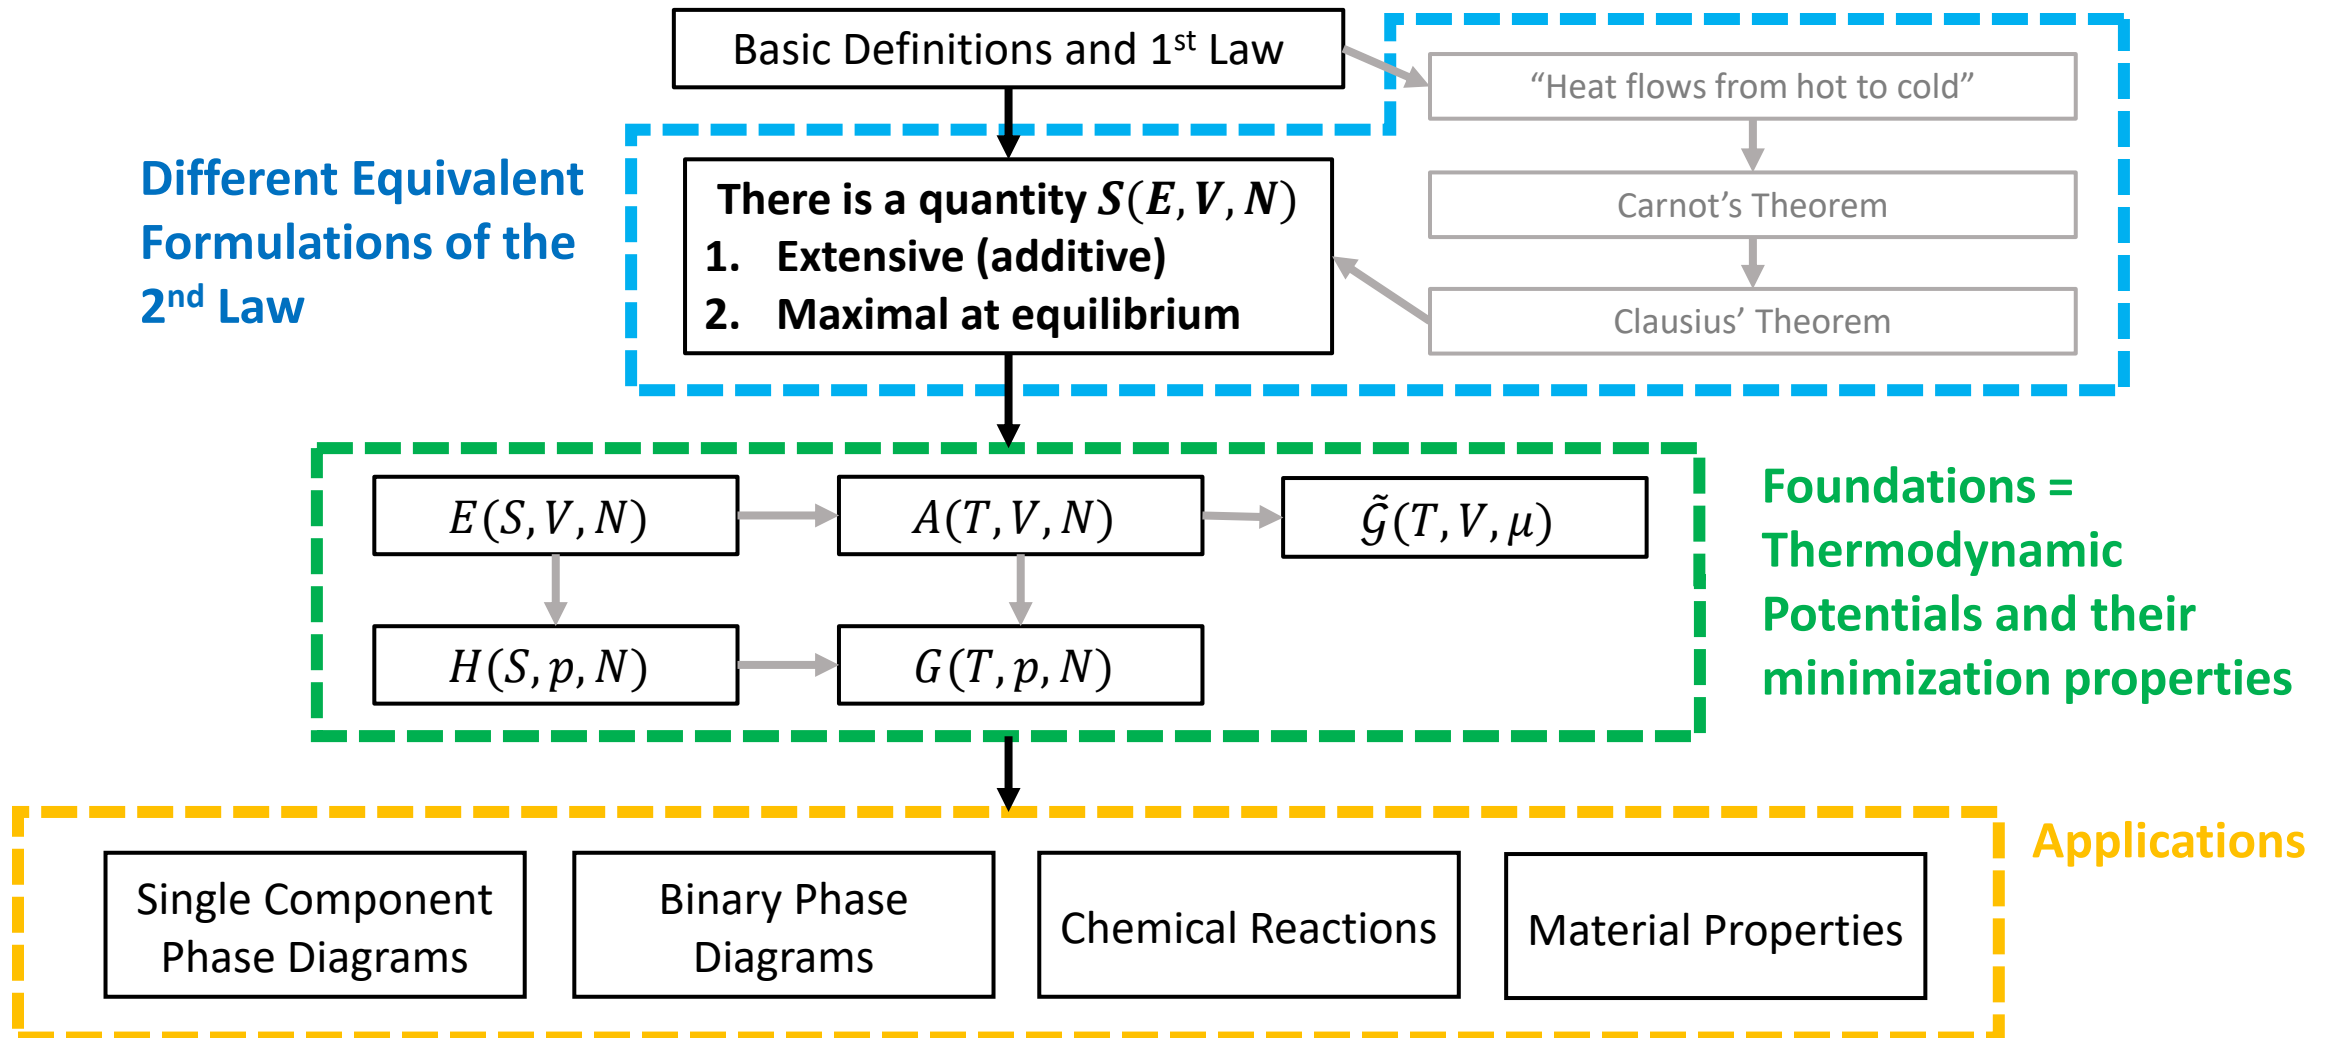 Basic Definitions and 1st Law
“Heat flows from hot to cold”
Carnot’s Theorem
Clausius’ Theorem
Different Equivalent
Formulations of the
2nd Law
There is a quantity S(E, V, N)
1. Extensive (additive)
2. Maximal at equilibrium
E(S, V, N)
A(T, V, N)
𝒢̃(T, V, μ)
H(S, p, N)
G(T, p, N)
Foundations =
Thermodynamic
Potentials and their
minimization properties
Applications
Single Component
Phase Diagrams
Binary Phase
Diagrams
Chemical Reactions
Material Properties